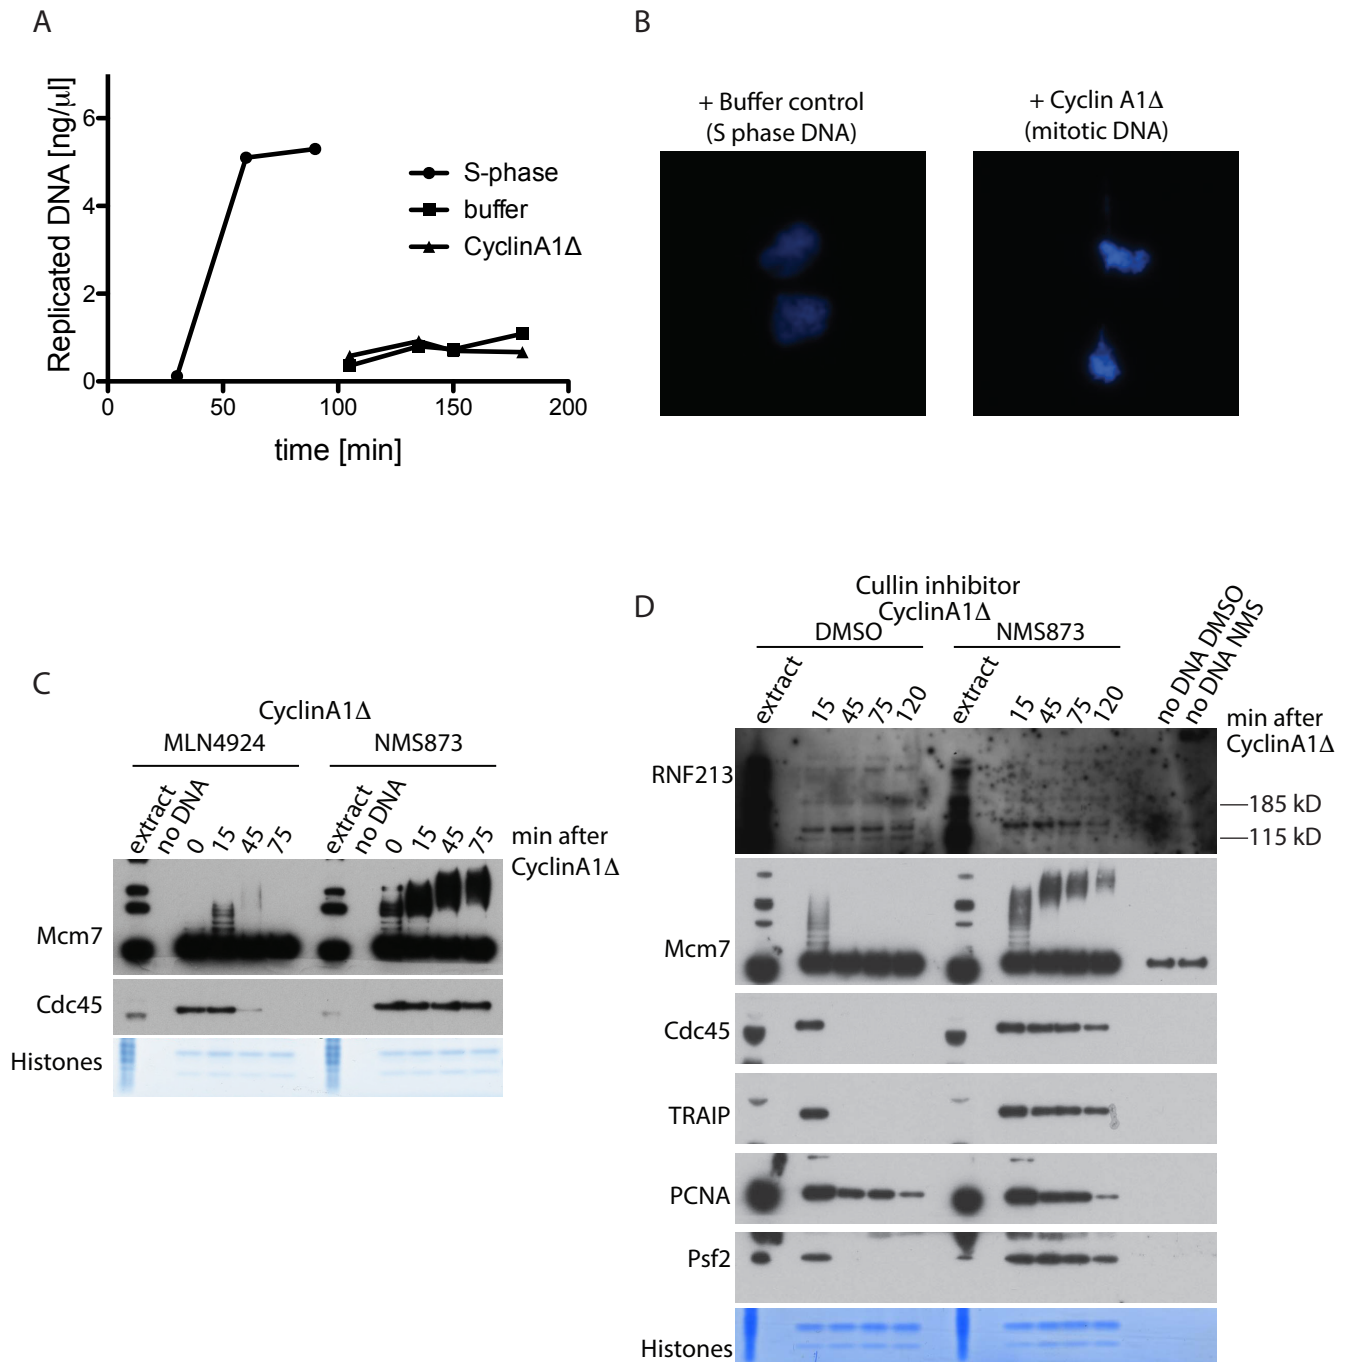 A
Replicated DNA [ng/µl]
6
4
2
0
0 50 100 150 200
time [min]
S-phase
buffer
CyclinA1Δ
B
+ Buffer control
(S phase DNA)
+ Cyclin A1Δ
(mitotic DNA)
C
CyclinA1Δ
MLN4924 NMS873
extract no DNA 0 15 45 75 extract no DNA 0 15 45 75
min after
CyclinA1Δ
Mcm7
Cdc45
Histones
D
Cullin inhibitor
CyclinA1Δ
DMSO NMS873
extract 15 45 75 120 extract 15 45 75 120 no DNA DMSO no DNA NMS
min after
CyclinA1Δ
RNF213
185 kD
115 kD
Mcm7
Cdc45
TRAIP
PCNA
Psf2
Histones